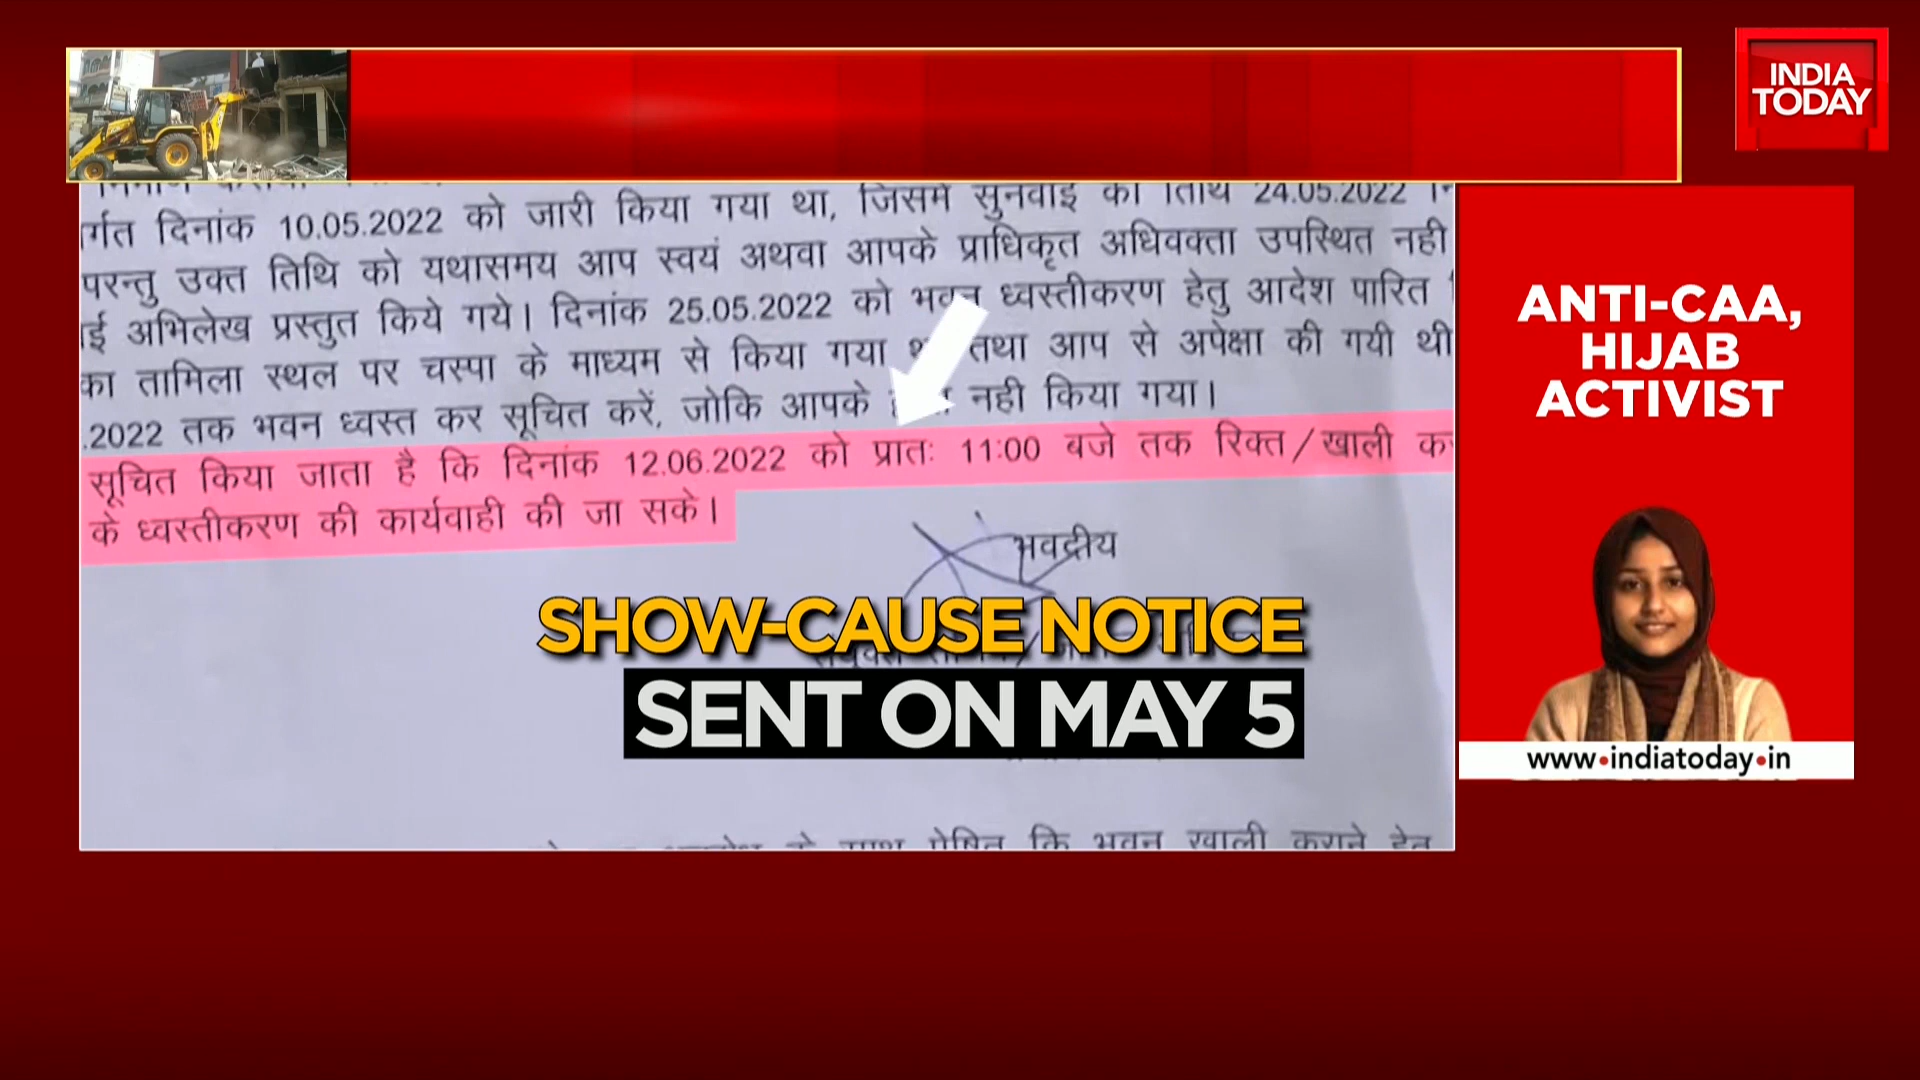 INDIA
TODAY
र्गत दिनांक 10.05.2022 को जारी किया गया था, जिसमें सुनवाई की तिथि 24.05.2022
परन्तु उक्त तिथि को यथासमय आप स्वयं अथवा आपके प्राधिकृत अधिवक्ता उपस्थित नही
ई अभिलेख प्रस्तुत किये गये। दिनांक 25.05.2022 को भवन ध्वस्तीकरण हेतु आदेश पारित
का तामिला स्थल पर चस्पा के माध्यम से किया गया तथा आप से अपेक्षा की गयी थी
.2022 तक भवन ध्वस्त कर सूचित करें, जोकि आपके नही किया गया।
सूचित किया जाता है कि दिनांक 12.06.2022 को प्रातः 11:00 बजे तक रिक्त/खाली
के ध्वस्तीकरण की कार्यवाही की जा सके।
भवदीय
SHOW-CAUSE NOTICE
SENT ON MAY 5
प्रेषित कि भवन खाली कराने हेतु
ANTI-CAA,
HIJAB
ACTIVIST
www•indiatoday•in